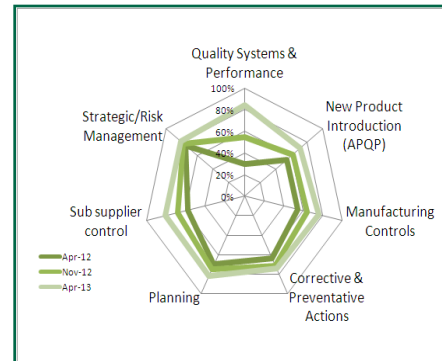 Quality Systems &
Performance
100%
80%
60%
40%
20%
0%
New Product
Introduction
(APQP)
Manufacturing
Controls
Corrective &
Preventative
Actions
Planning
Sub supplier
control
Strategic/Risk
Management
Apr-12
Nov-12
Apr-13